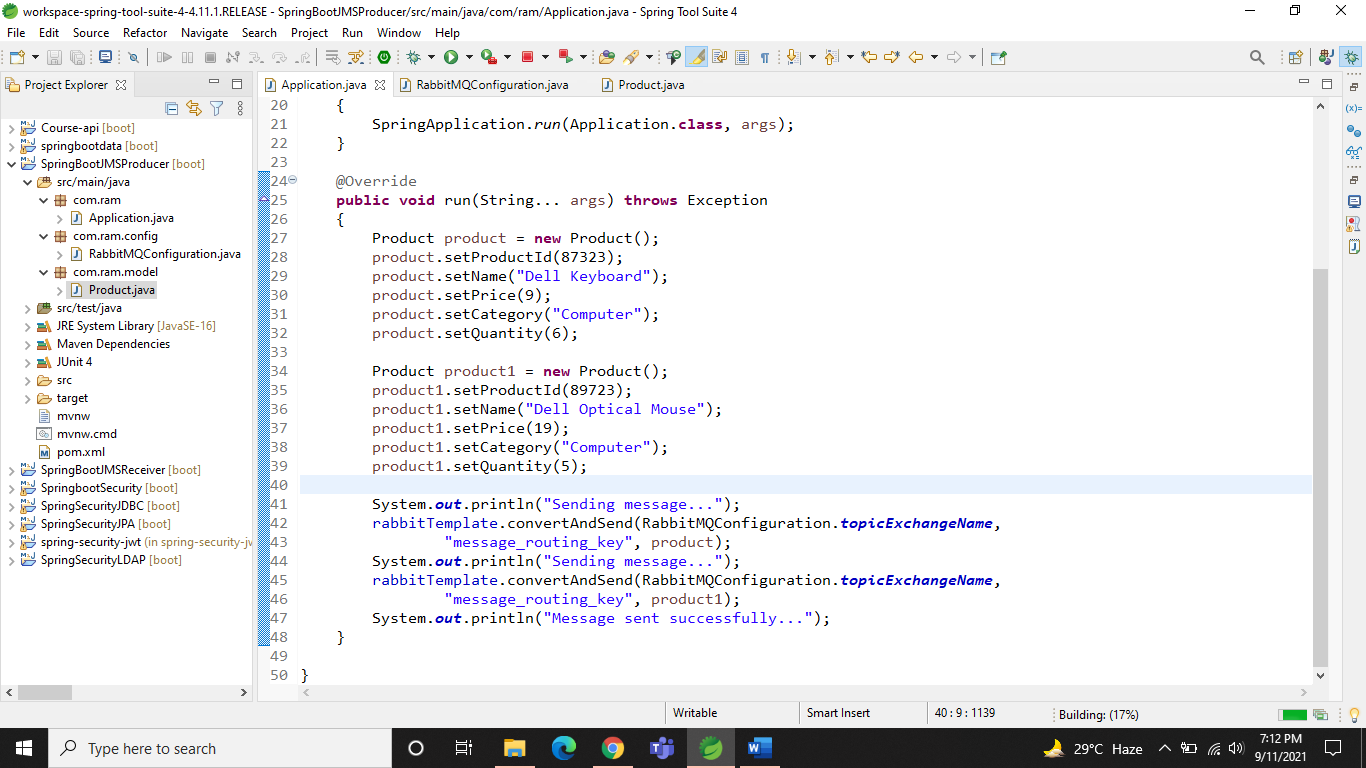 workspace-spring-tool-suite-4-4.11.1.RELEASE - SpringBootJMSProducer/src/main/java/com/ram/Application.java - Spring Tool Suite 4
File Edit Source Refactor Navigate Search Project Run Window Help
Project Explorer
Course-api [boot]
springbootdata [boot]
SpringBootJMSProducer [boot]
src/main/java
com.ram
Application.java
com.ram.config
RabbitMQConfiguration.java
com.ram.model
Product.java
src/test/java
JRE System Library [JavaSE-16]
Maven Dependencies
JUnit 4
src
target
mvnw
mvnw.cmd
pom.xml
SpringBootJMSReceiver [boot]
SpringbootSecurity [boot]
SpringSecurityJDBC [boot]
SpringSecurityJPA [boot]
spring-security-jwt (in spring-security-jw
SpringSecurityLDAP [boot]
Application.java RabbitMQConfiguration.java Product.java
20 {
21 SpringApplication.run(Application.class, args);
22 }
23
24 @Override
25 public void run(String... args) throws Exception
26 {
27 Product product = new Product();
28 product.setProductId(87323);
29 product.setName("Dell Keyboard");
30 product.setPrice(9);
31 product.setCategory("Computer");
32 product.setQuantity(6);
33
34 Product product1 = new Product();
35 product1.setProductId(89723);
36 product1.setName("Dell Optical Mouse");
37 product1.setPrice(19);
38 product1.setCategory("Computer");
39 product1.setQuantity(5);
40
41 System.out.println("Sending message...");
42 rabbitTemplate.convertAndSend(RabbitMQConfiguration.topicExchangeName,
43 "message_routing_key", product);
44 System.out.println("Sending message...");
45 rabbitTemplate.convertAndSend(RabbitMQConfiguration.topicExchangeName,
46 "message_routing_key", product1);
47 System.out.println("Message sent successfully...");
48 }
49
50 }
Writable Smart Insert 40 : 9 : 1139 Building: (17%)
Type here to search
29°C Haze
7:12 PM
9/11/2021